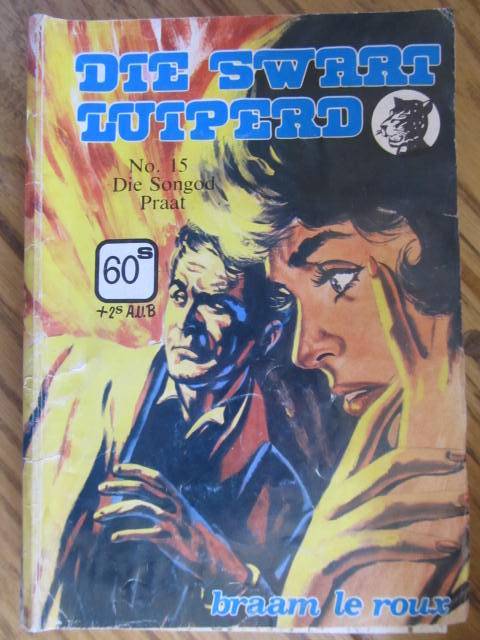 DIE SWART
LUIPERD
No. 15
Die Songod
Praat
60s
+2s A.U.B
braam le roux